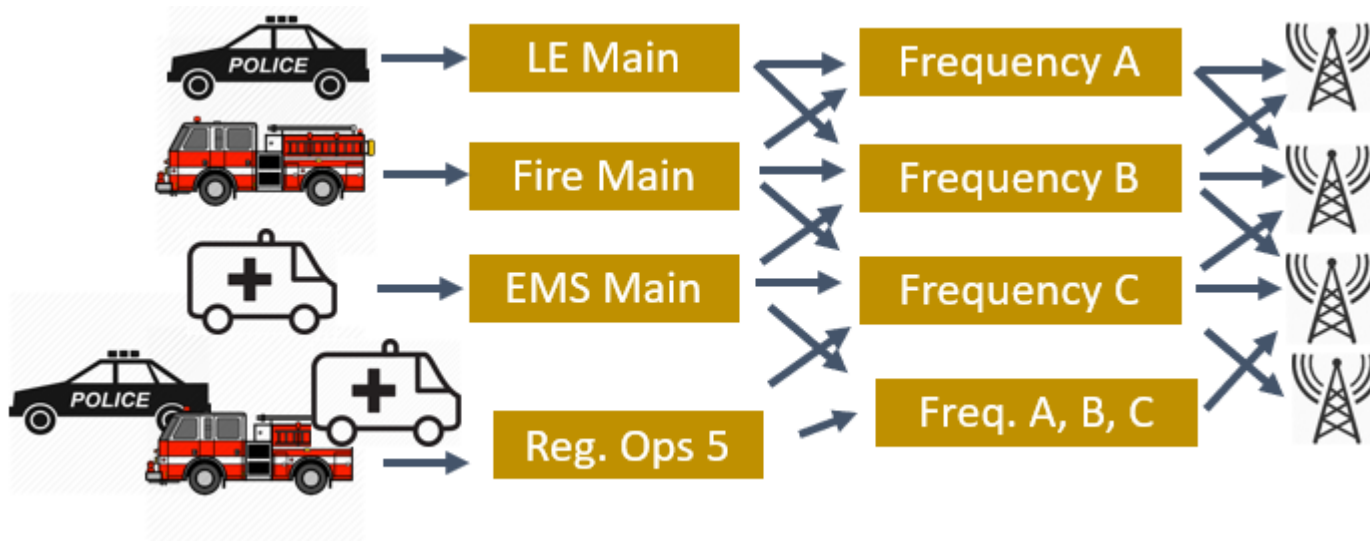 POLICE
LE Main
Frequency A
Fire Main
Frequency B
EMS Main
Frequency C
POLICE
Reg. Ops 5
Freq. A, B, C